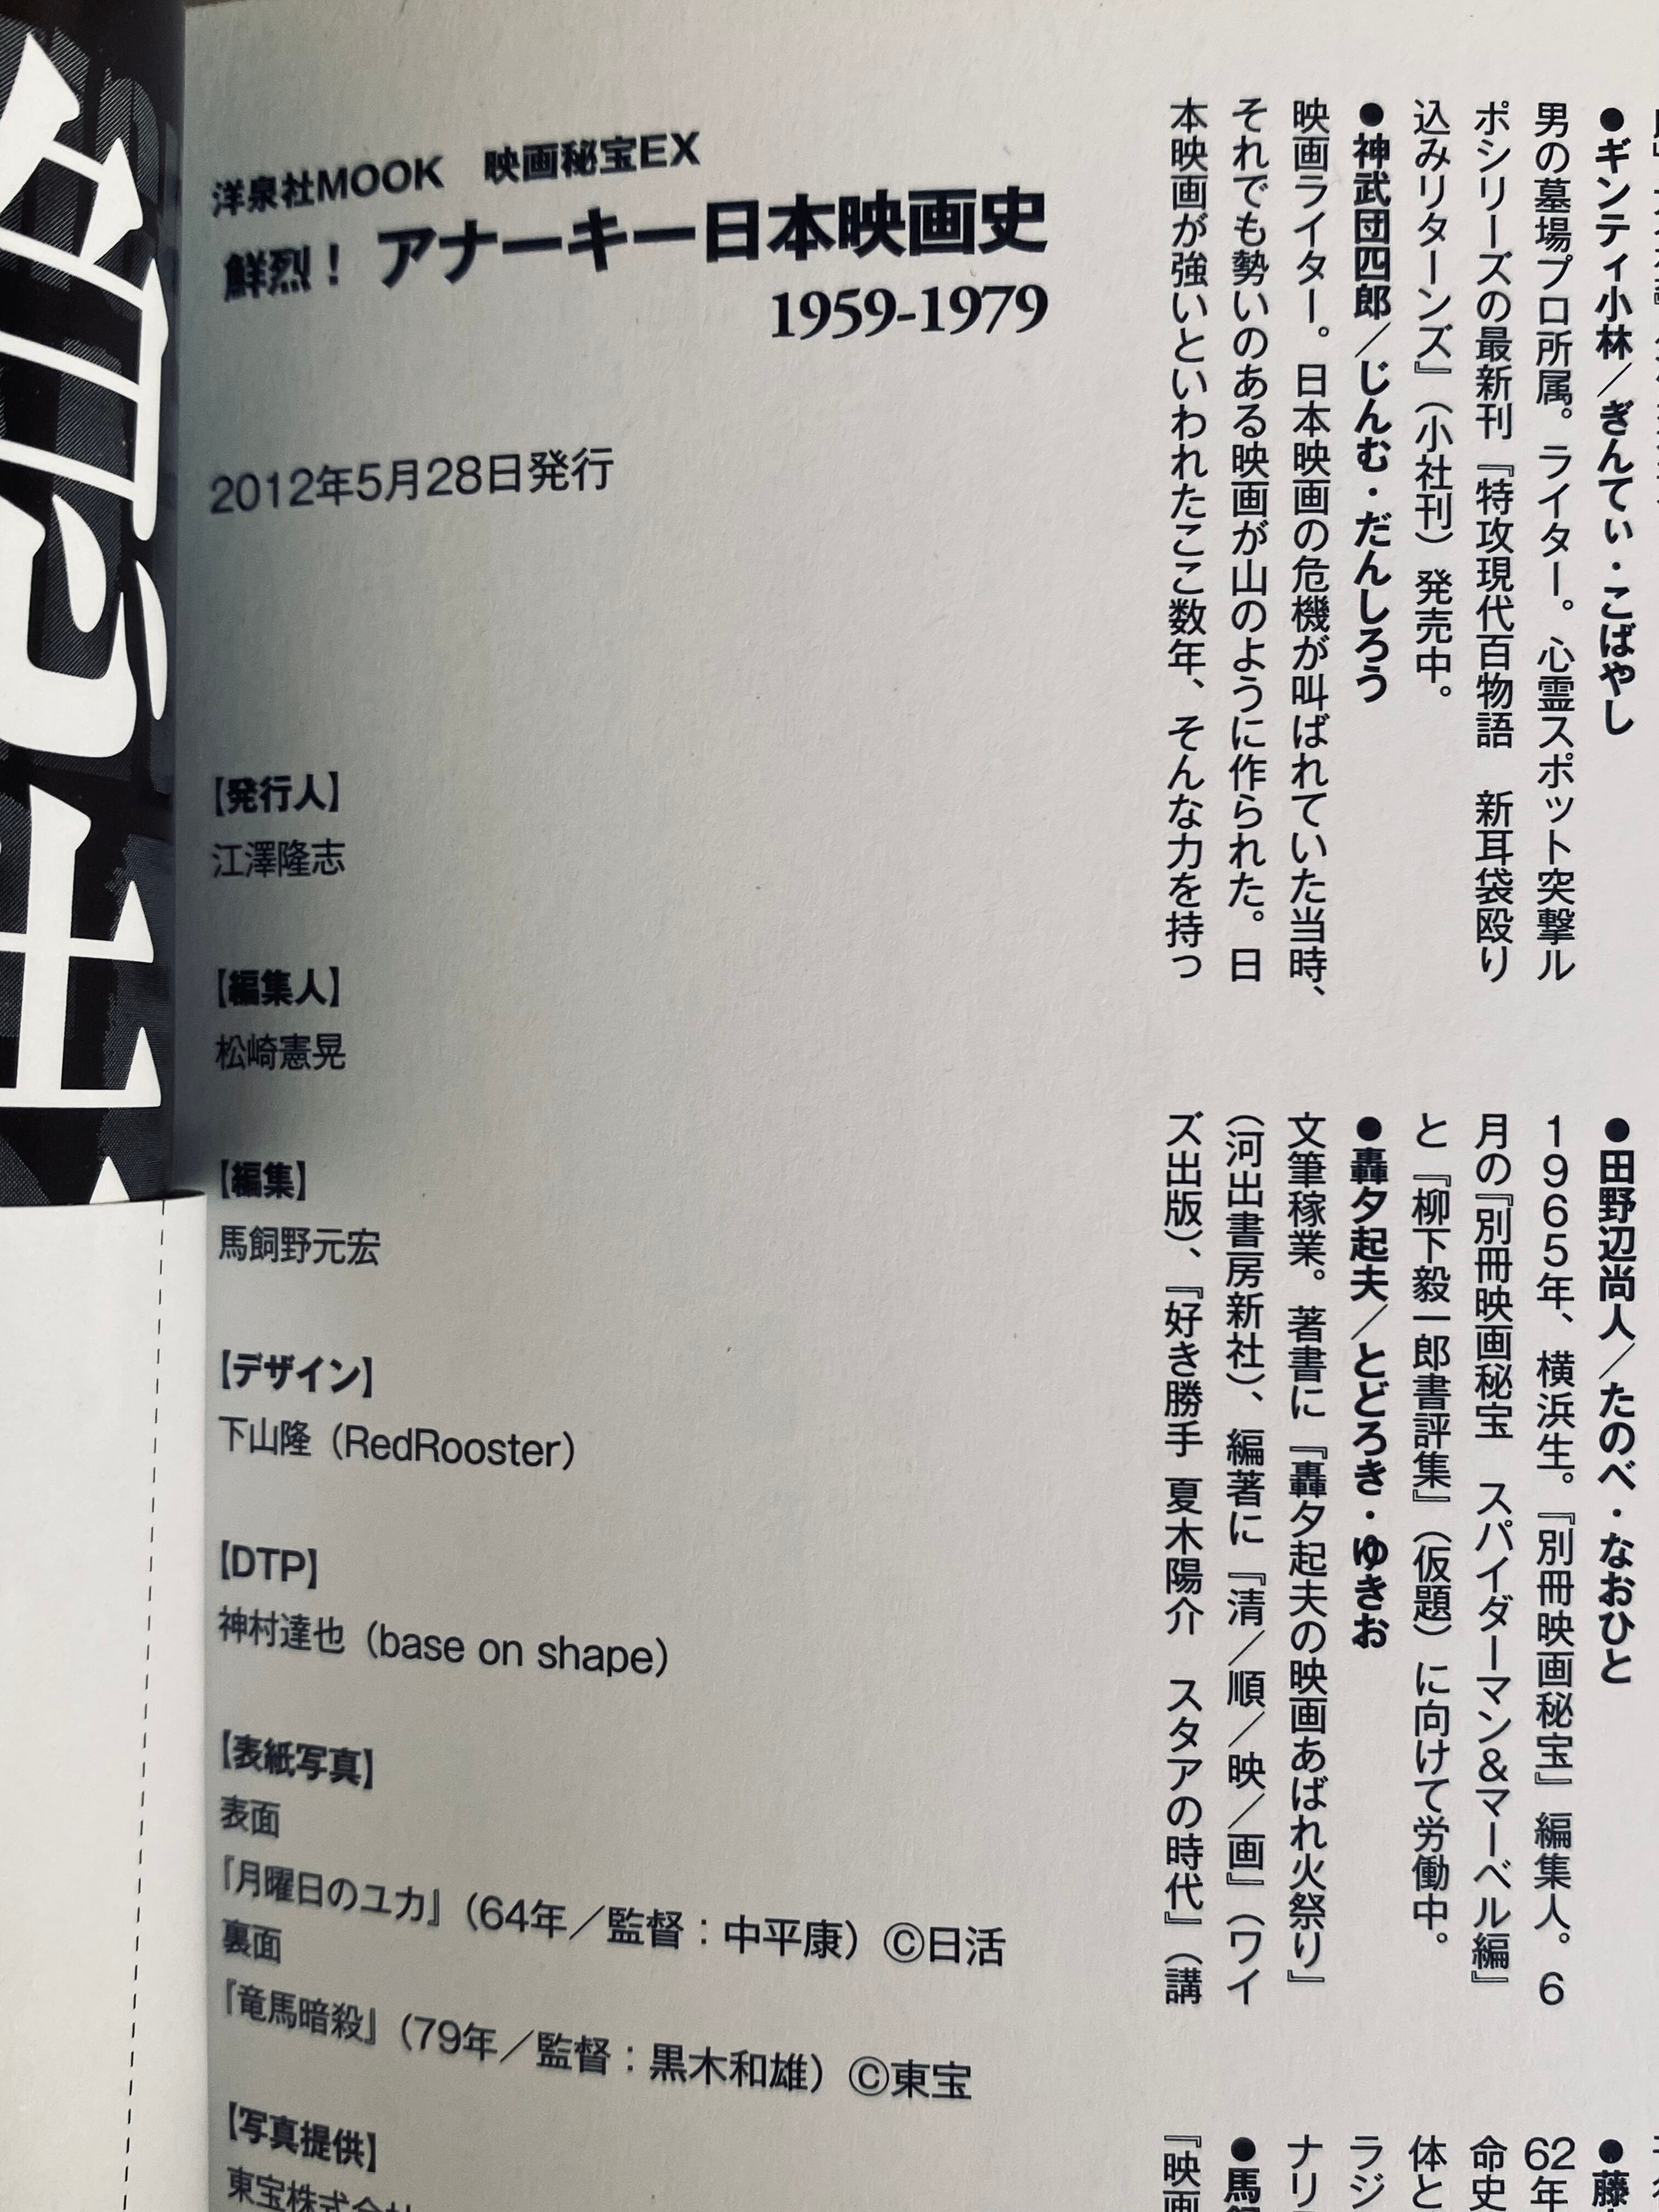 洋泉社MOOK 映画秘宝EX
鮮烈！ アナーキー日本映画史
1959-1979
2012年5月28日発行
【発行人】
江澤隆志
【編集人】
松崎憲晃
【編集】
馬飼野元宏
【デザイン】
下山隆（RedRooster）
【DTP】
神村達也（base on shape）
【表紙写真】
表面
『月曜日のユカ』（64年／監督：中平康）©日活
裏面
『竜馬暗殺』（79年／監督：黒木和雄）©東宝
【写真提供】
東宝株式会社
●ギンティ小林／ぎんてぃ・こばやし
男の墓場プロ所属。ライター。心霊スポット突撃ル
ポシリーズの最新刊『特攻現代百物語 新耳袋殴り
込みリターンズ』（小社刊）発売中。
●神武団四郎／じんむ・だんしろう
映画ライター。日本映画の危機が叫ばれていた当時、
それでも勢いのある映画が山のように作られた。日
本映画が強いといわれたここ数年、そんな力を持っ
●田野辺尚人／たのべ・なおひと
1965年、横浜生。『別冊映画秘宝』編集人。6
月の『別冊映画秘宝 スパイダーマン&マーベル編』
と『柳下毅一郎書評集』（仮題）に向けて労働中。
●轟夕起夫／とどろき・ゆきお
文筆稼業。著書に『轟夕起夫の映画あばれ火祭り』
（河出書房新社）、編著に『清／順／映／画』（ワイ
ズ出版）、『好き勝手 夏木陽介 スタアの時代』（講
●藤
62年
命史
体と
ラジ
ナリ
●馬
『映画